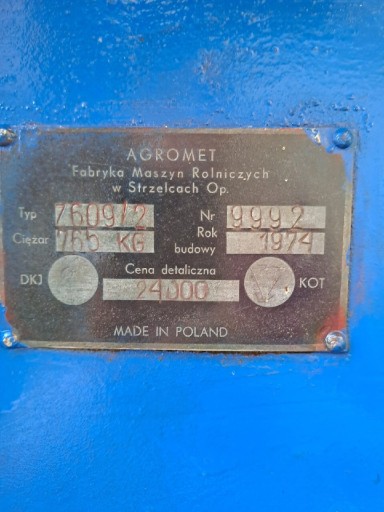 AGROMET
Fabryka Maszyn Rolniczych
w Strzelcach Op.
Typ 7609/2 Nr 9992
Ciężar 765 KG Rok budowy 1974
Cena detaliczna
DKJ 24000 KOT
MADE IN POLAND